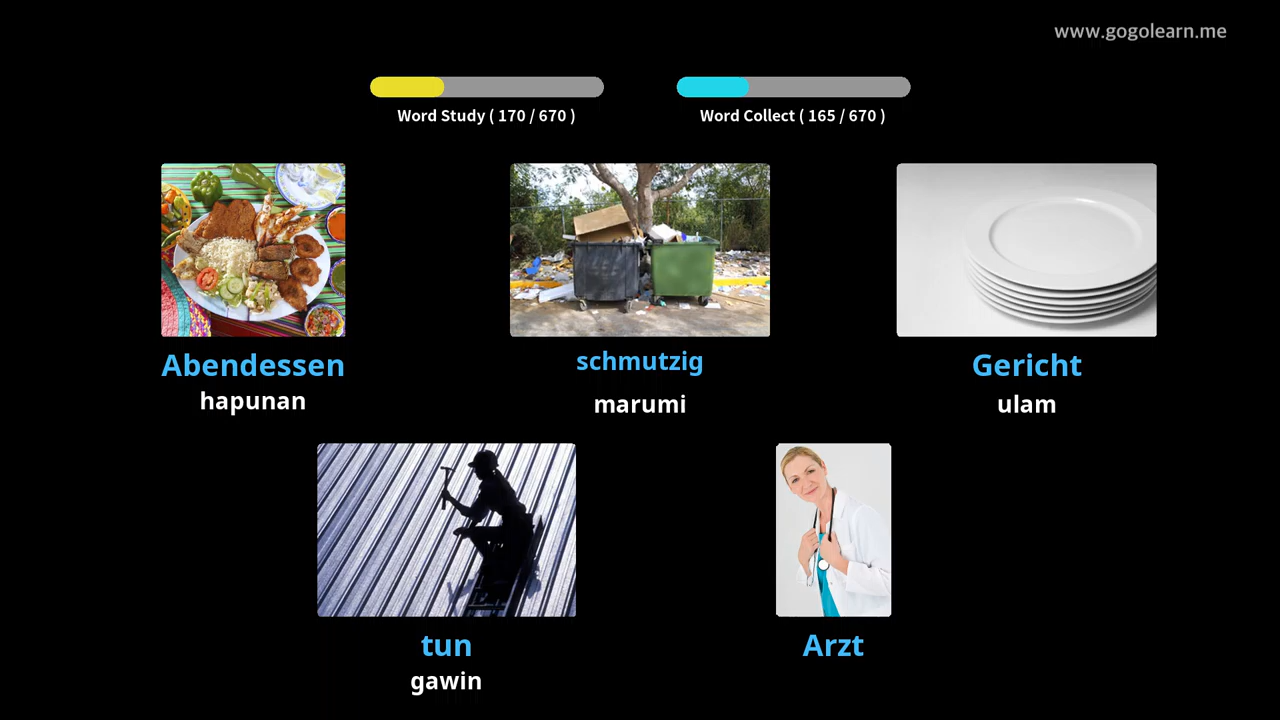 www.gogolearn.me
Word Study ( 170 / 670 )
Word Collect ( 165 / 670 )
Abendessen
hapunan
schmutzig
marumi
Gericht
ulam
tun
gawin
Arzt